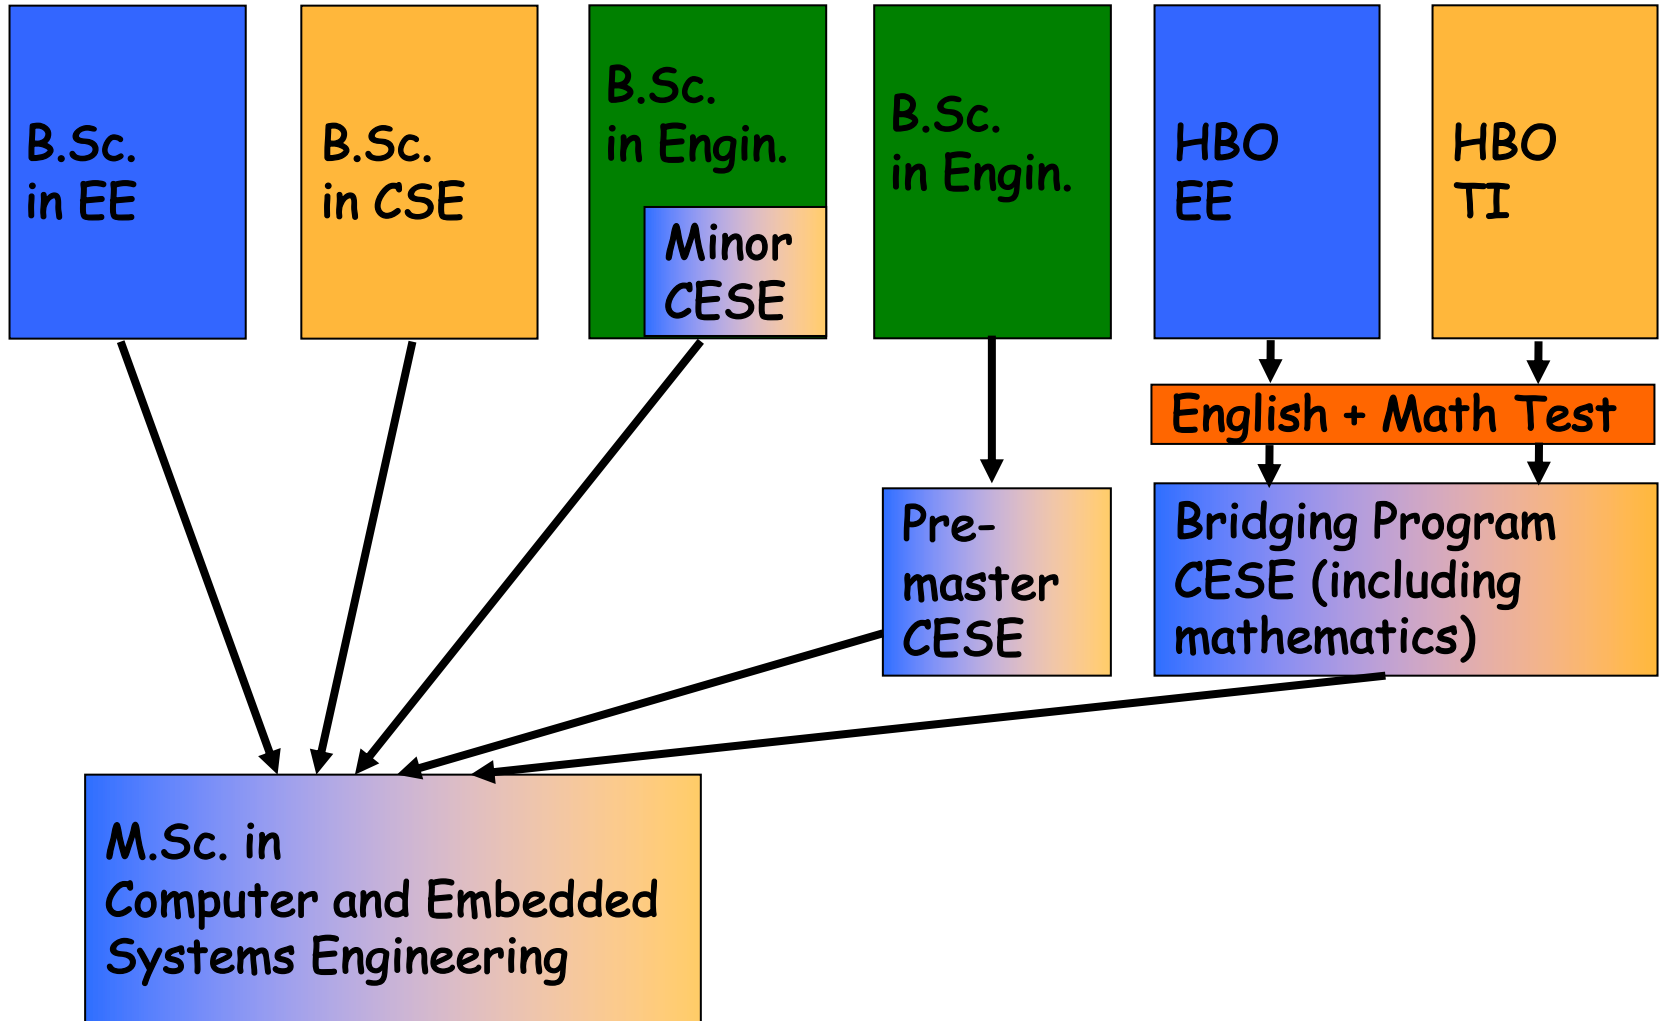 B.Sc.
in EE
B.Sc.
in CSE
B.Sc.
in Engin.
Minor
CESE
B.Sc.
in Engin.
HBO
EE
HBO
TI
English + Math Test
Pre-
master
CESE
Bridging Program
CESE (including
mathematics)
M.Sc. in
Computer and Embedded
Systems Engineering